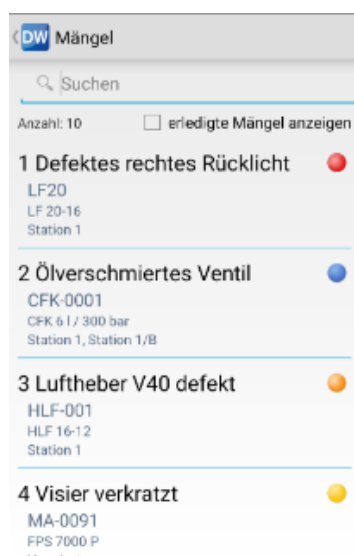 DW Mängel
Suchen
Anzahl: 10 erledigte Mängel anzeigen
1 Defektes rechtes Rücklicht
LF20
LF 20-16
Station 1
2 Ölverschmiertes Ventil
CFK-0001
CFK 6 l / 300 bar
Station 1, Station 1/B
3 Luftheber V40 defekt
HLF-001
HLF 16-12
Station 1
4 Visier verkratzt
MA-0091
FPS 7000 P